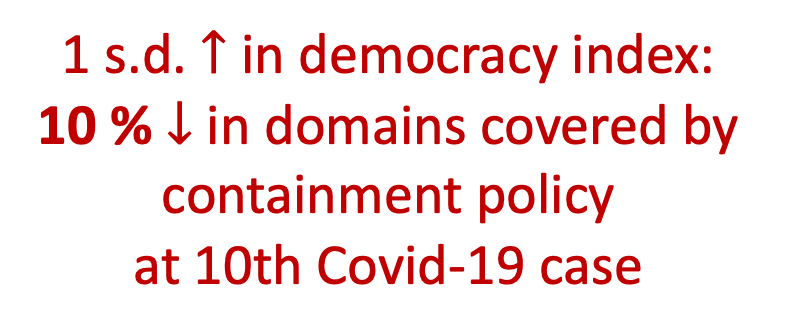 1 s.d. ↑ in democracy index:
10 % ↓ in domains covered by
containment policy
at 10th Covid-19 case